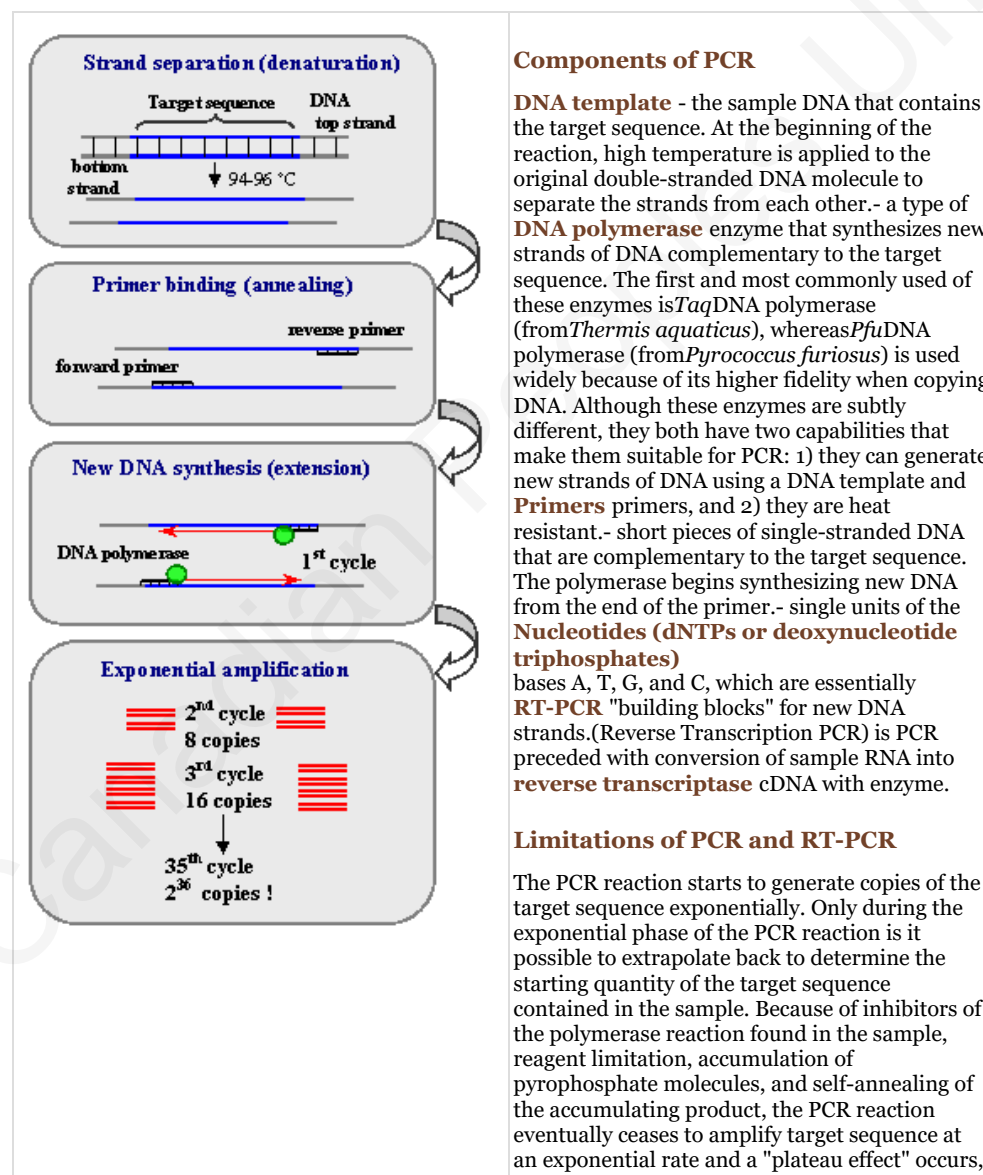 Strand separation (denaturation)
Target sequence
DNA
top strand
bottom
strand
94-96 °C
Primer binding (annealing)
reverse primer
forward primer
New DNA synthesis (extension)
DNA polymerase
1st cycle
Exponential amplification
2nd cycle
8 copies
3rd cycle
16 copies
35th cycle
2^36 copies !
Components of PCR
DNA template - the sample DNA that contains
the target sequence. At the beginning of the
reaction, high temperature is applied to the
original double-stranded DNA molecule to
separate the strands from each other.- a type of
DNA polymerase enzyme that synthesizes new
strands of DNA complementary to the target
sequence. The first and most commonly used of
these enzymes isTaqDNA polymerase
(fromThermis aquaticus), whereasPfuDNA
polymerase (fromPyrococcus furiosus) is used
widely because of its higher fidelity when copying
DNA. Although these enzymes are subtly
different, they both have two capabilities that
make them suitable for PCR: 1) they can generate
new strands of DNA using a DNA template and
Primers primers, and 2) they are heat
resistant.- short pieces of single-stranded DNA
that are complementary to the target sequence.
The polymerase begins synthesizing new DNA
from the end of the primer.- single units of the
Nucleotides (dNTPs or deoxynucleotide
triphosphates)
bases A, T, G, and C, which are essentially
RT-PCR "building blocks" for new DNA
strands.(Reverse Transcription PCR) is PCR
preceded with conversion of sample RNA into
reverse transcriptase cDNA with enzyme.
Limitations of PCR and RT-PCR
The PCR reaction starts to generate copies of the
target sequence exponentially. Only during the
exponential phase of the PCR reaction is it
possible to extrapolate back to determine the
starting quantity of the target sequence
contained in the sample. Because of inhibitors of
the polymerase reaction found in the sample,
reagent limitation, accumulation of
pyrophosphate molecules, and self-annealing of
the accumulating product, the PCR reaction
eventually ceases to amplify target sequence at
an exponential rate and a "plateau effect" occurs,